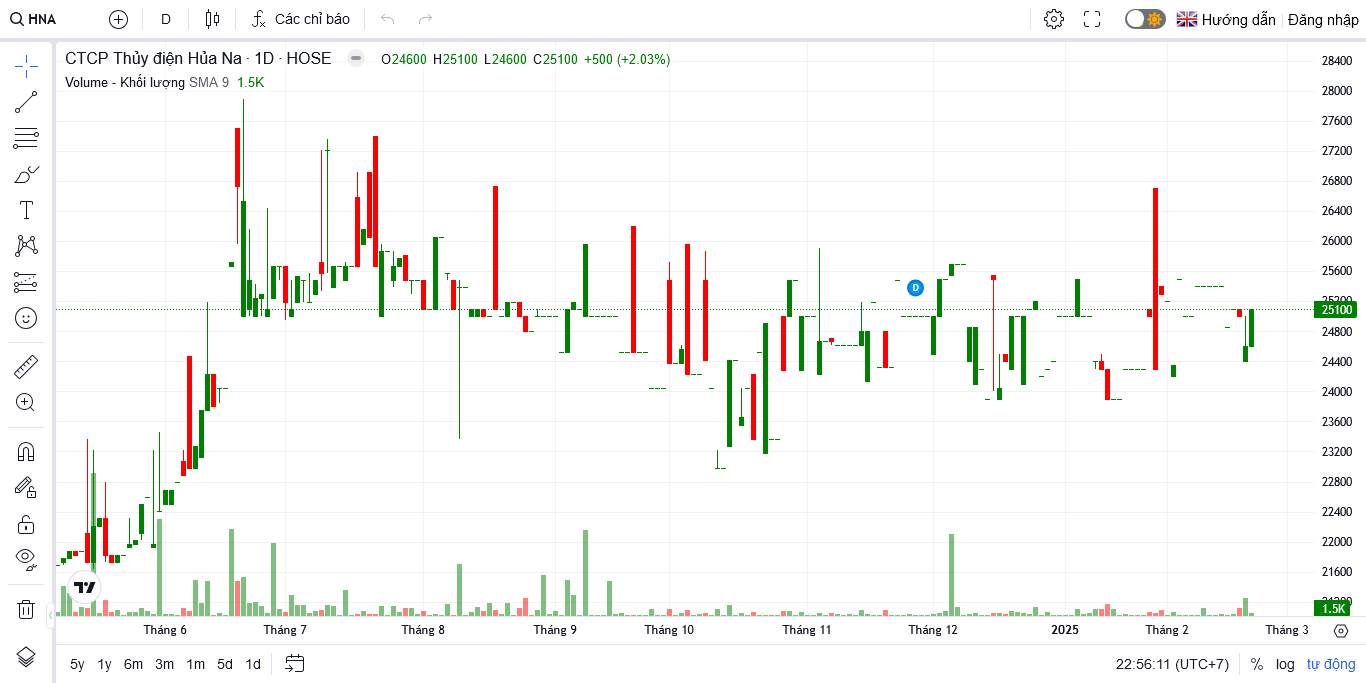 HNA D Các chỉ báo Hướng dẫn Đăng nhập
CTCP Thủy điện Hủa Na · 1D · HOSE O24600 H25100 L24600 C25100 +500 (+2.03%)
Volume - Khối lượng SMA 9 1.5K
28400
28000
27600
27200
26800
26400
26000
25600
25200
25100
24800
24400
24000
23600
23200
22800
22400
22000
21600
21200
1.5K
D
Tháng 6 Tháng 7 Tháng 8 Tháng 9 Tháng 10 Tháng 11 Tháng 12 2025 Tháng 2 Tháng 3
5y 1y 6m 3m 1m 5d 1d 22:56:11 (UTC+7) % log tự động